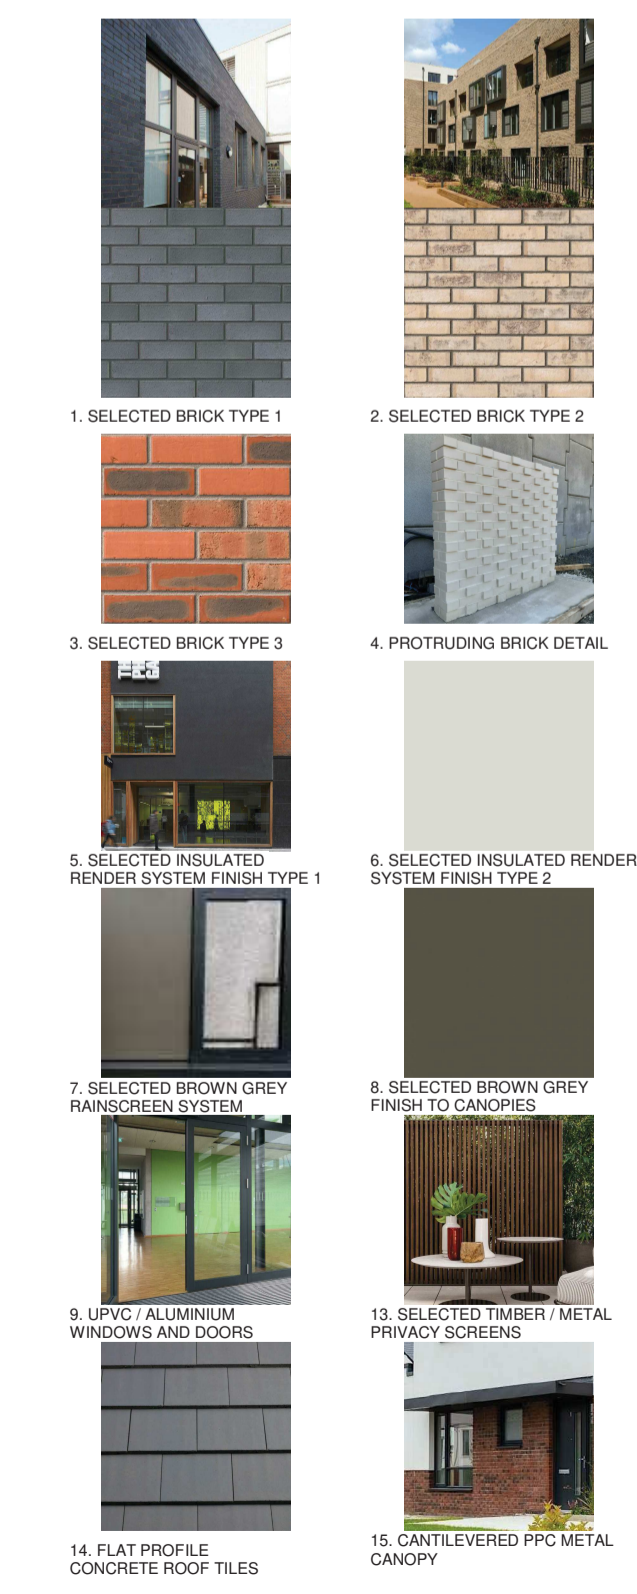 1. SELECTED BRICK TYPE 1
2. SELECTED BRICK TYPE 2
3. SELECTED BRICK TYPE 3
4. PROTRUDING BRICK DETAIL
5. SELECTED INSULATED
RENDER SYSTEM FINISH TYPE 1
6. SELECTED INSULATED RENDER
SYSTEM FINISH TYPE 2
7. SELECTED BROWN GREY
RAINSCREEN SYSTEM
8. SELECTED BROWN GREY
FINISH TO CANOPIES
9. UPVC / ALUMINIUM
WINDOWS AND DOORS
13. SELECTED TIMBER / METAL
PRIVACY SCREENS
14. FLAT PROFILE
CONCRETE ROOF TILES
15. CANTILEVERED PPC METAL
CANOPY